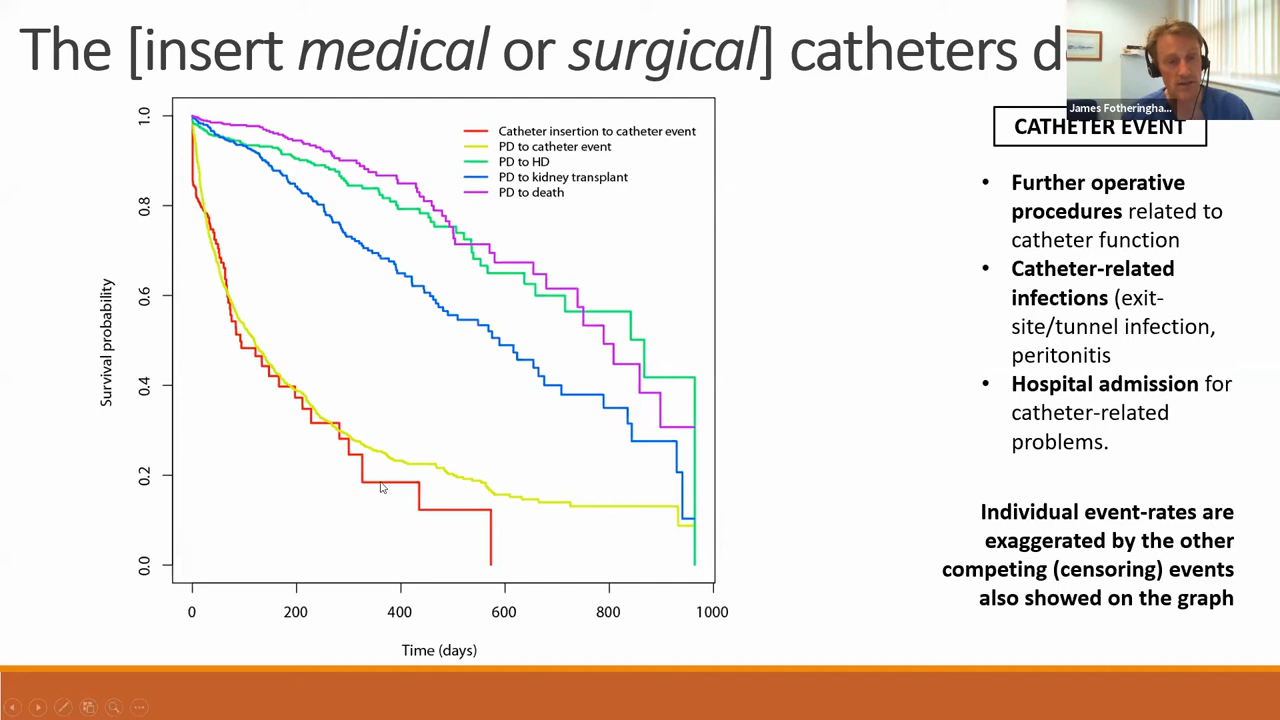 The [insert medical or surgical] catheters d
James Fotheringha...
CATHETER EVENT
Catheter insertion to catheter event
PD to catheter event
PD to HD
PD to kidney transplant
PD to death
Survival probability
1.0
0.8
0.6
0.4
0.2
0.0
0
200
400
600
800
1000
Time (days)
• Further operative
procedures related to
catheter function
• Catheter-related
infections (exit-
site/tunnel infection,
peritonitis
• Hospital admission for
catheter-related
problems.
Individual event-rates are
exaggerated by the other
competing (censoring) events
also showed on the graph